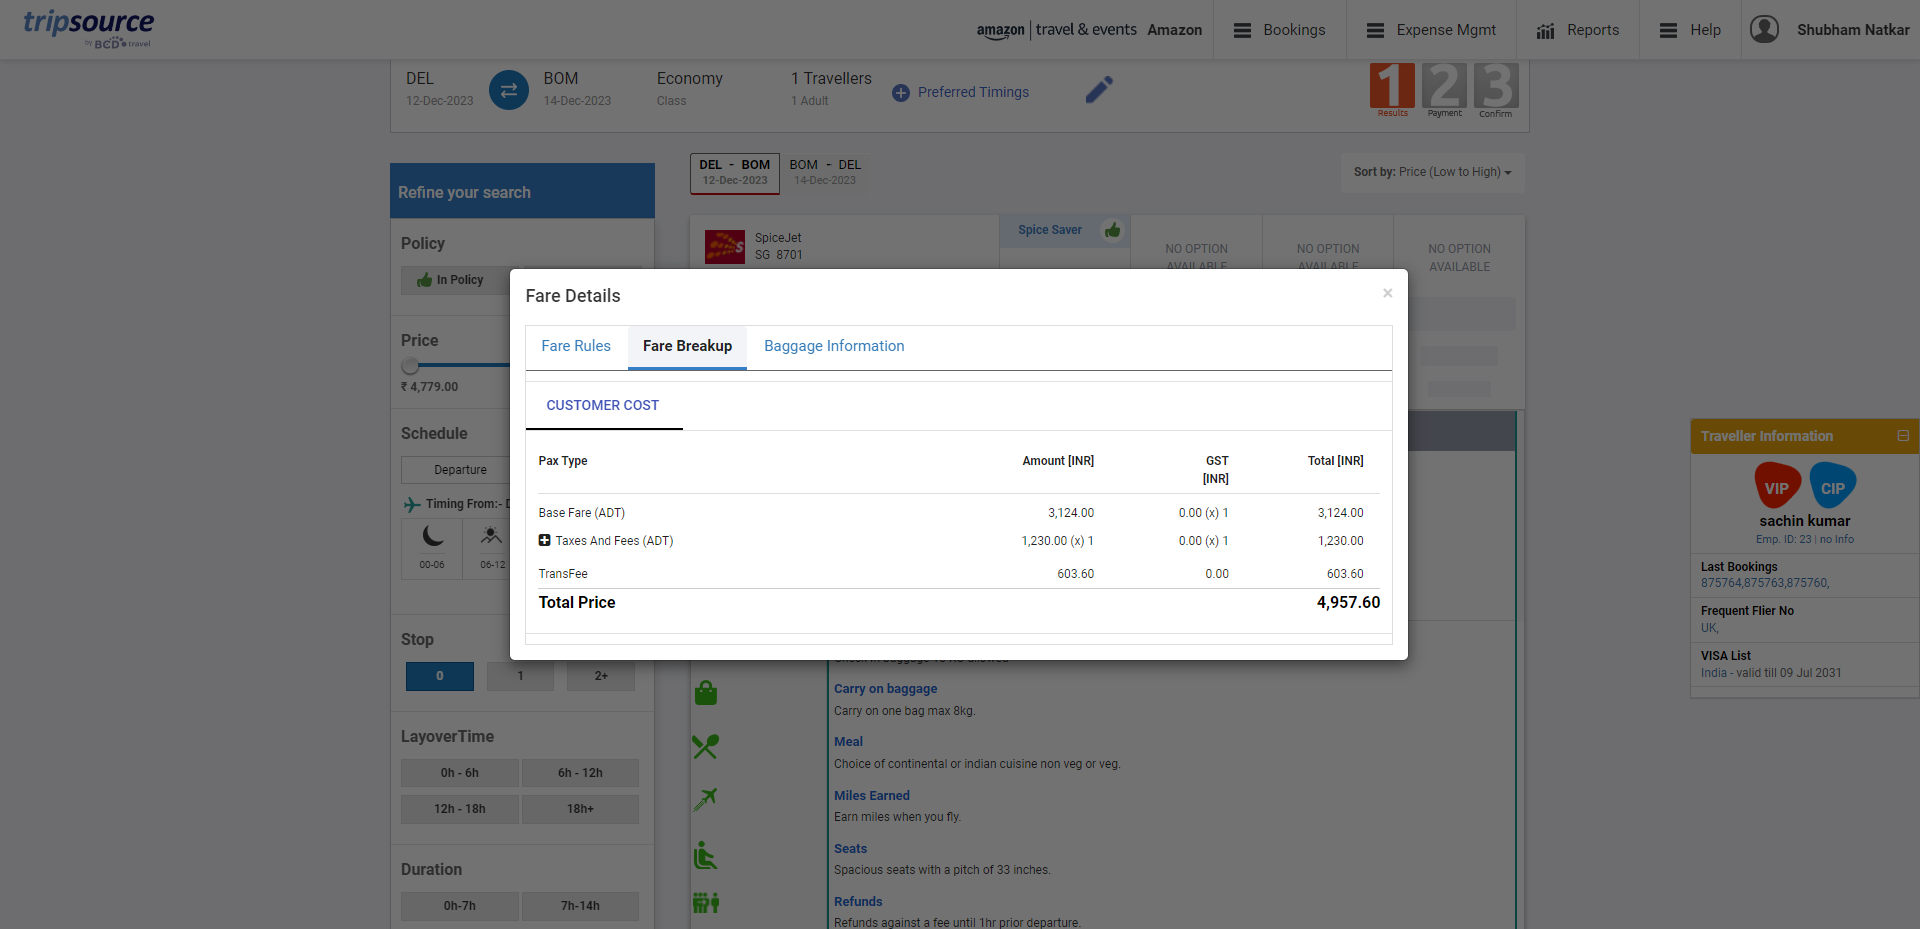 tripsource
by BCD travel
amazon | travel & events Amazon
Bookings
Expense Mgmt
Reports
Help
Shubham Natkar
DEL
12-Dec-2023
BOM
14-Dec-2023
Economy
Class
1 Travellers
1 Adult
Preferred Timings
1 Results
2 Payment
3 Confirm
Refine your search
Policy
In Policy
Price
₹ 4,779.00
Schedule
Departure
Timing From:- D
00-06
06-12
Stop
0
1
2+
LayoverTime
0h - 6h
6h - 12h
12h - 18h
18h+
Duration
0h-7h
7h-14h
DEL - BOM
12-Dec-2023
BOM - DEL
14-Dec-2023
Sort by: Price (Low to High)
SpiceJet
SG 8701
Spice Saver
NO OPTION
AVAILABLE
NO OPTION
AVAILABLE
NO OPTION
AVAILABLE
Fare Details
×
Fare Rules
Fare Breakup
Baggage Information
CUSTOMER COST
Pax Type Amount [INR] GST [INR] Total [INR]
Base Fare (ADT) 3,124.00 0.00 (x) 1 3,124.00
Taxes And Fees (ADT) 1,230.00 (x) 1 0.00 (x) 1 1,230.00
TransFee 603.60 0.00 603.60
Total Price 4,957.60
Carry on baggage
Carry on one bag max 8kg.
Meal
Choice of continental or indian cuisine non veg or veg.
Miles Earned
Earn miles when you fly.
Seats
Spacious seats with a pitch of 33 inches.
Refunds
Refunds against a fee until 1hr prior departure.
Traveller Information
VIP
CIP
sachin kumar
Emp. ID: 23 | no Info
Last Bookings
875764,875763,875760,
Frequent Flier No
UK,
VISA List
India - valid till 09 Jul 2031